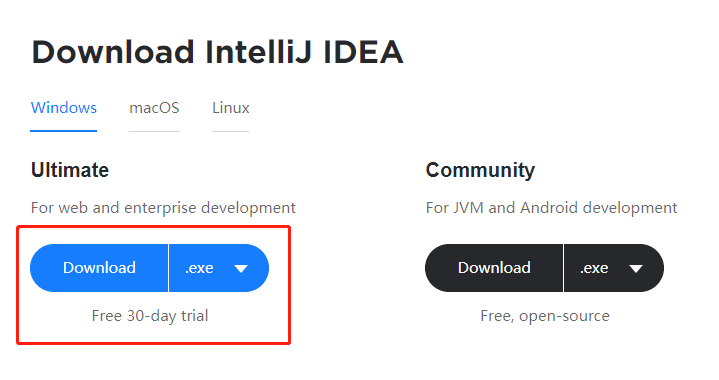 Download IntelliJ IDEA
Windows macOS Linux
Ultimate
For web and enterprise development
Download .exe
Free 30-day trial
Community
For JVM and Android development
Download .exe
Free, open-source